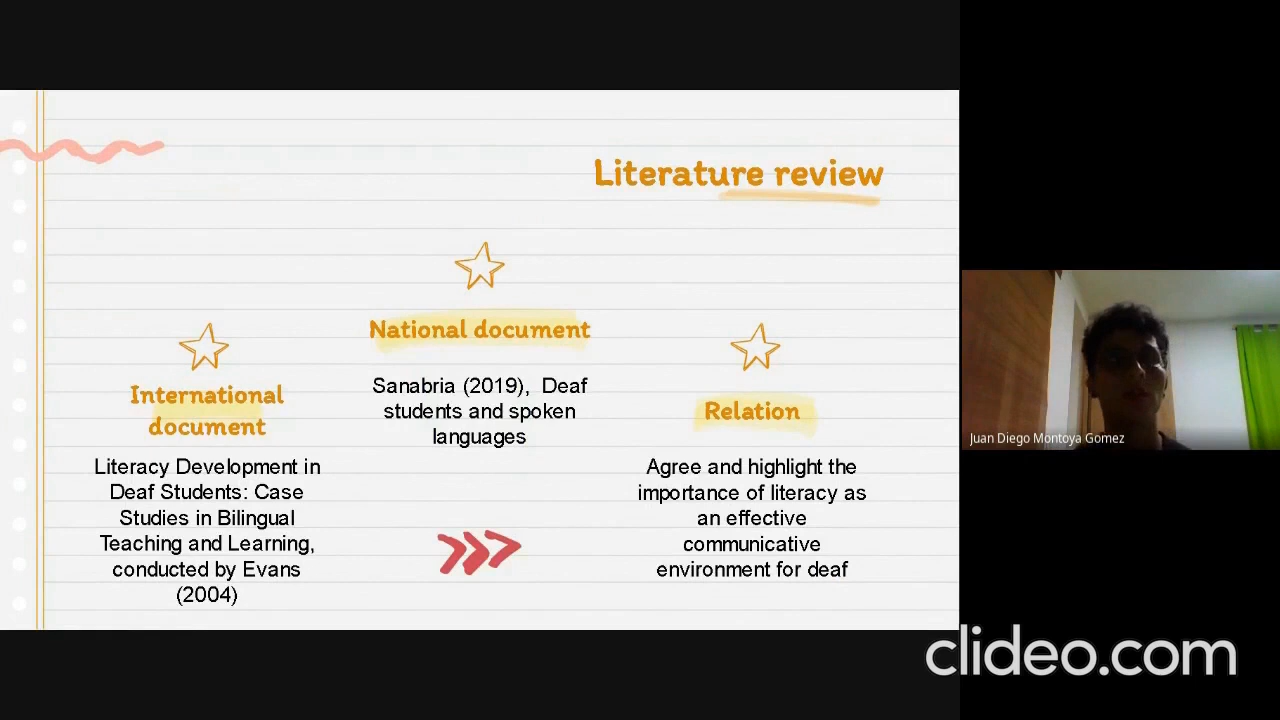 Literature review
National document
Sanabria (2019),  Deaf
students and spoken
languages
International
document
Literacy Development in
Deaf Students: Case
Studies in Bilingual
Teaching and Learning,
conducted by Evans
(2004)
Relation
Agree and highlight the
importance of literacy as
an effective
communicative
environment for deaf
Juan Diego Montoya Gomez
clideo.com